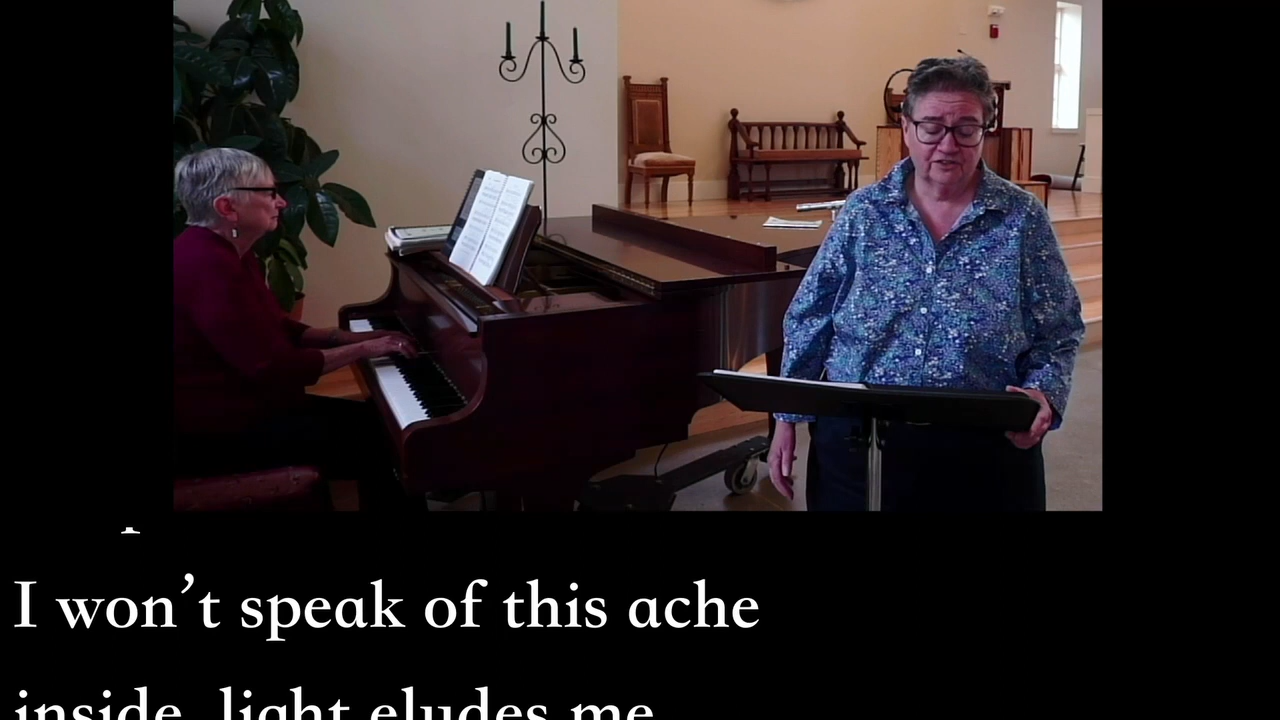 I won’t speak of this ache
inside, light eludes me